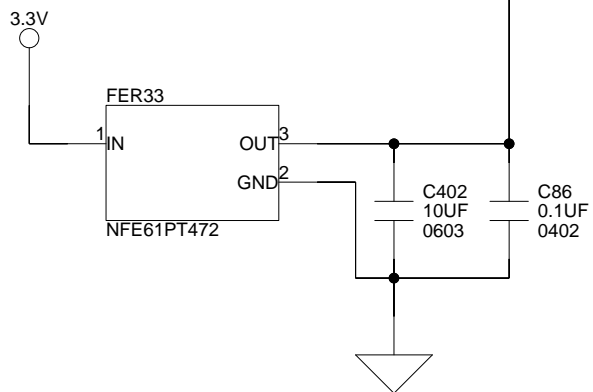 3.3V
FER33
1 IN
OUT 3
GND 2
NFE61PT472
C402
10UF
0603
C86
0.1UF
0402